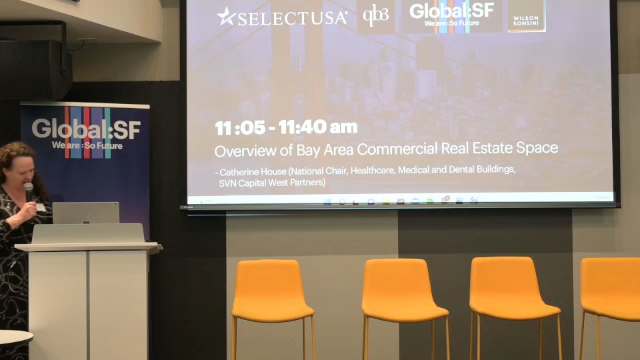 SELECTUSA
qb3
Global:SF
We are : So Future
WILSON
SONSINI
11:05 - 11:40 am
Overview of Bay Area Commercial Real Estate Space
- Catherine House (National Chair, Healthcare, Medical and Dental Buildings,
SVN Capital West Partners)
Global:SF
We are : So Future